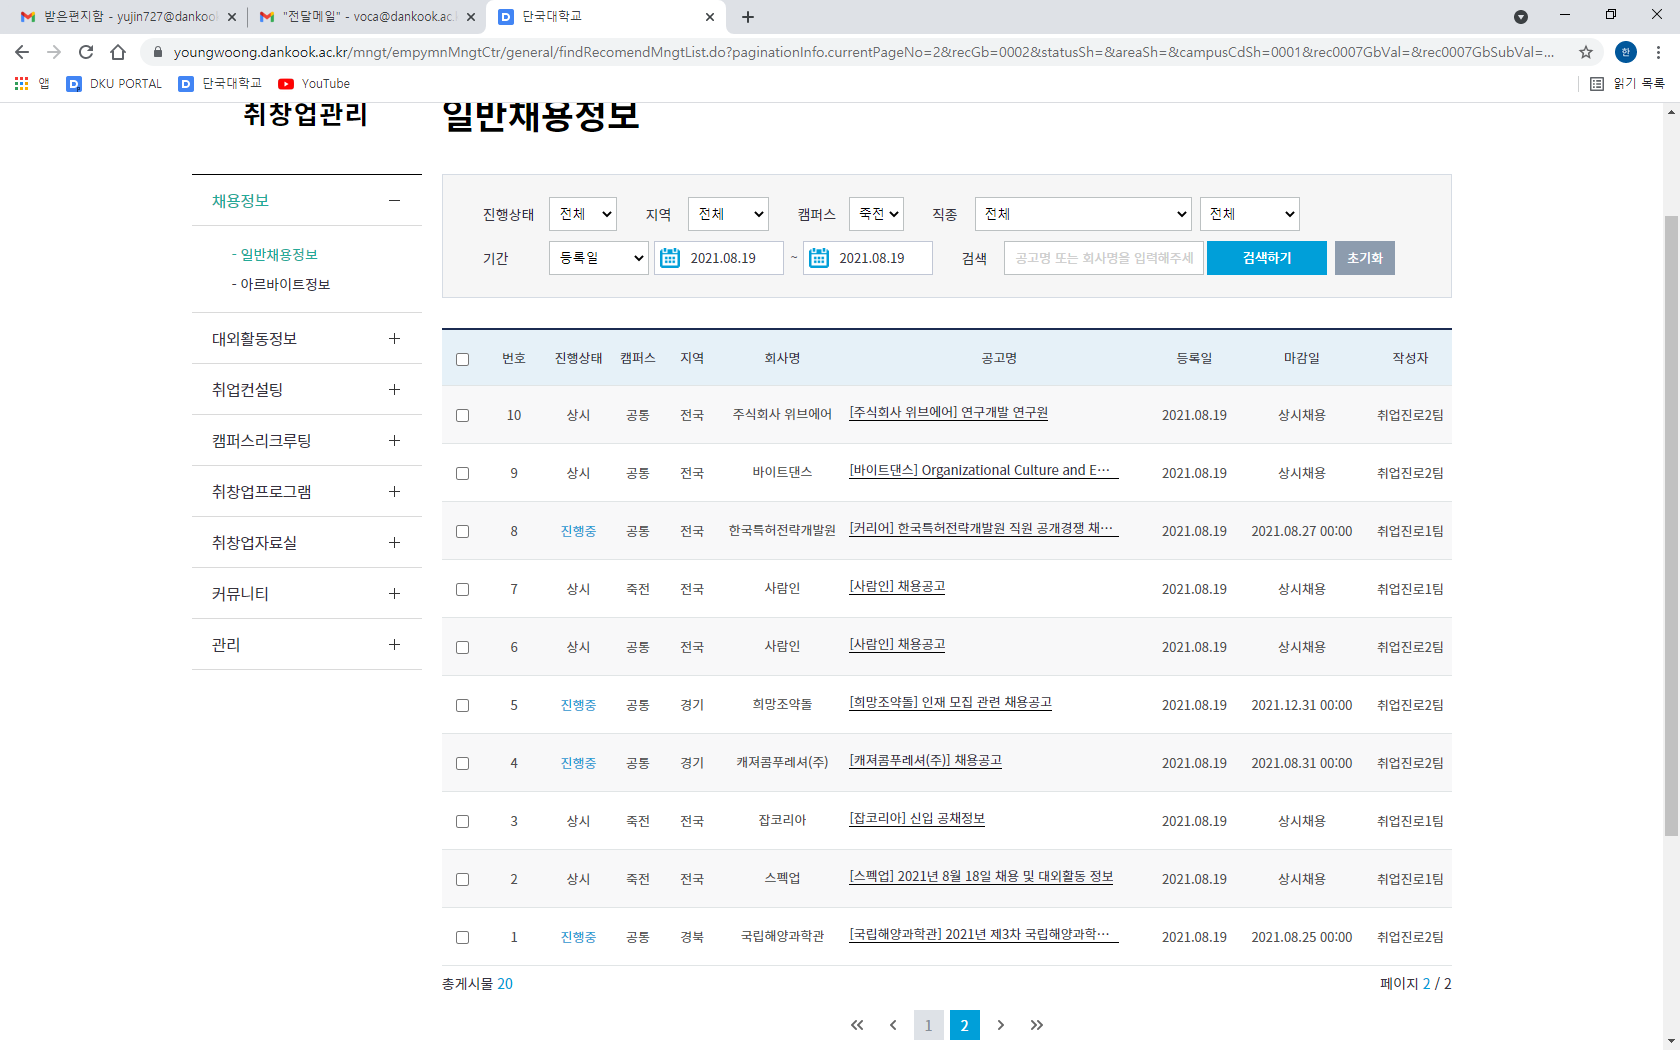 받은편지함 - yujin727@dankook
"전달메일" - voca@dankook.ac.
단국대학교
youngwoong.dankook.ac.kr/mngt/empymnMngtCtr/general/findRecomendMngtList.do?paginationInfo.currentPageNo=2&recGb=0002&statusSh=&areaSh=&campusCdSh=0001&rec0007GbVal=&rec0007GbSubVal=...
한
앱
DKU PORTAL
단국대학교
YouTube
읽기 목록
취창업관리
일반채용정보
채용정보
- 일반채용정보
- 아르바이트정보
대외활동정보
취업컨설팅
캠퍼스리크루팅
취창업프로그램
취창업자료실
커뮤니티
관리
진행상태 전체 지역 전체 캠퍼스 죽전 직종 전체 전체
기간 등록일 2021.08.19 ~ 2021.08.19 검색 공고명 또는 회사명을 입력해주세 검색하기 초기화
번호 진행상태 캠퍼스 지역 회사명 공고명 등록일 마감일 작성자
10 상시 공통 전국 주식회사 위브에어 [주식회사 위브에어] 연구개발 연구원 2021.08.19 상시채용 취업진로2팀
9 상시 공통 전국 바이트댄스 [바이트댄스] Organizational Culture and E··· 2021.08.19 상시채용 취업진로2팀
8 진행중 공통 전국 한국특허전략개발원 [커리어] 한국특허전략개발원 직원 공개경쟁 채··· 2021.08.19 2021.08.27 00:00 취업진로1팀
7 상시 죽전 전국 사람인 [사람인] 채용공고 2021.08.19 상시채용 취업진로1팀
6 상시 공통 전국 사람인 [사람인] 채용공고 2021.08.19 상시채용 취업진로2팀
5 진행중 공통 경기 희망조약돌 [희망조약돌] 인재 모집 관련 채용공고 2021.08.19 2021.12.31 00:00 취업진로2팀
4 진행중 공통 경기 캐져콤푸레셔(주) [캐져콤푸레셔(주)] 채용공고 2021.08.19 2021.08.31 00:00 취업진로2팀
3 상시 죽전 전국 잡코리아 [잡코리아] 신입 공채정보 2021.08.19 상시채용 취업진로1팀
2 상시 죽전 전국 스펙업 [스펙업] 2021년 8월 18일 채용 및 대외활동 정보 2021.08.19 상시채용 취업진로1팀
1 진행중 공통 경북 국립해양과학관 [국립해양과학관] 2021년 제3차 국립해양과학··· 2021.08.19 2021.08.25 00:00 취업진로2팀
총게시물 20
페이지 2 / 2
1 2